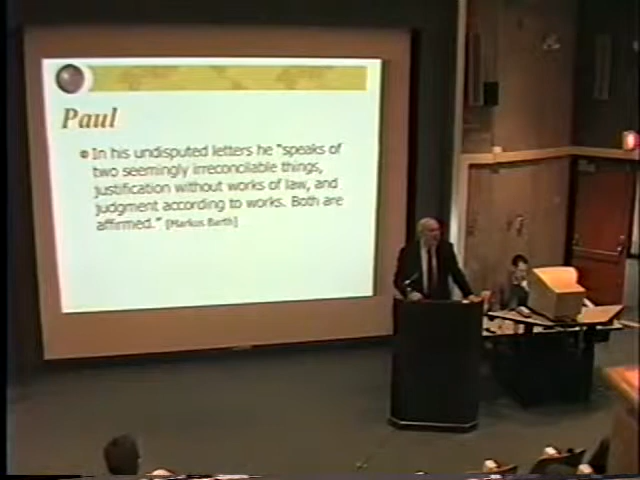 Paul
In his undisputed letters he "speaks of
two seemingly irreconcilable things,
justification without works of law, and
judgment according to works. Both are
affirmed." [Markus Barth]